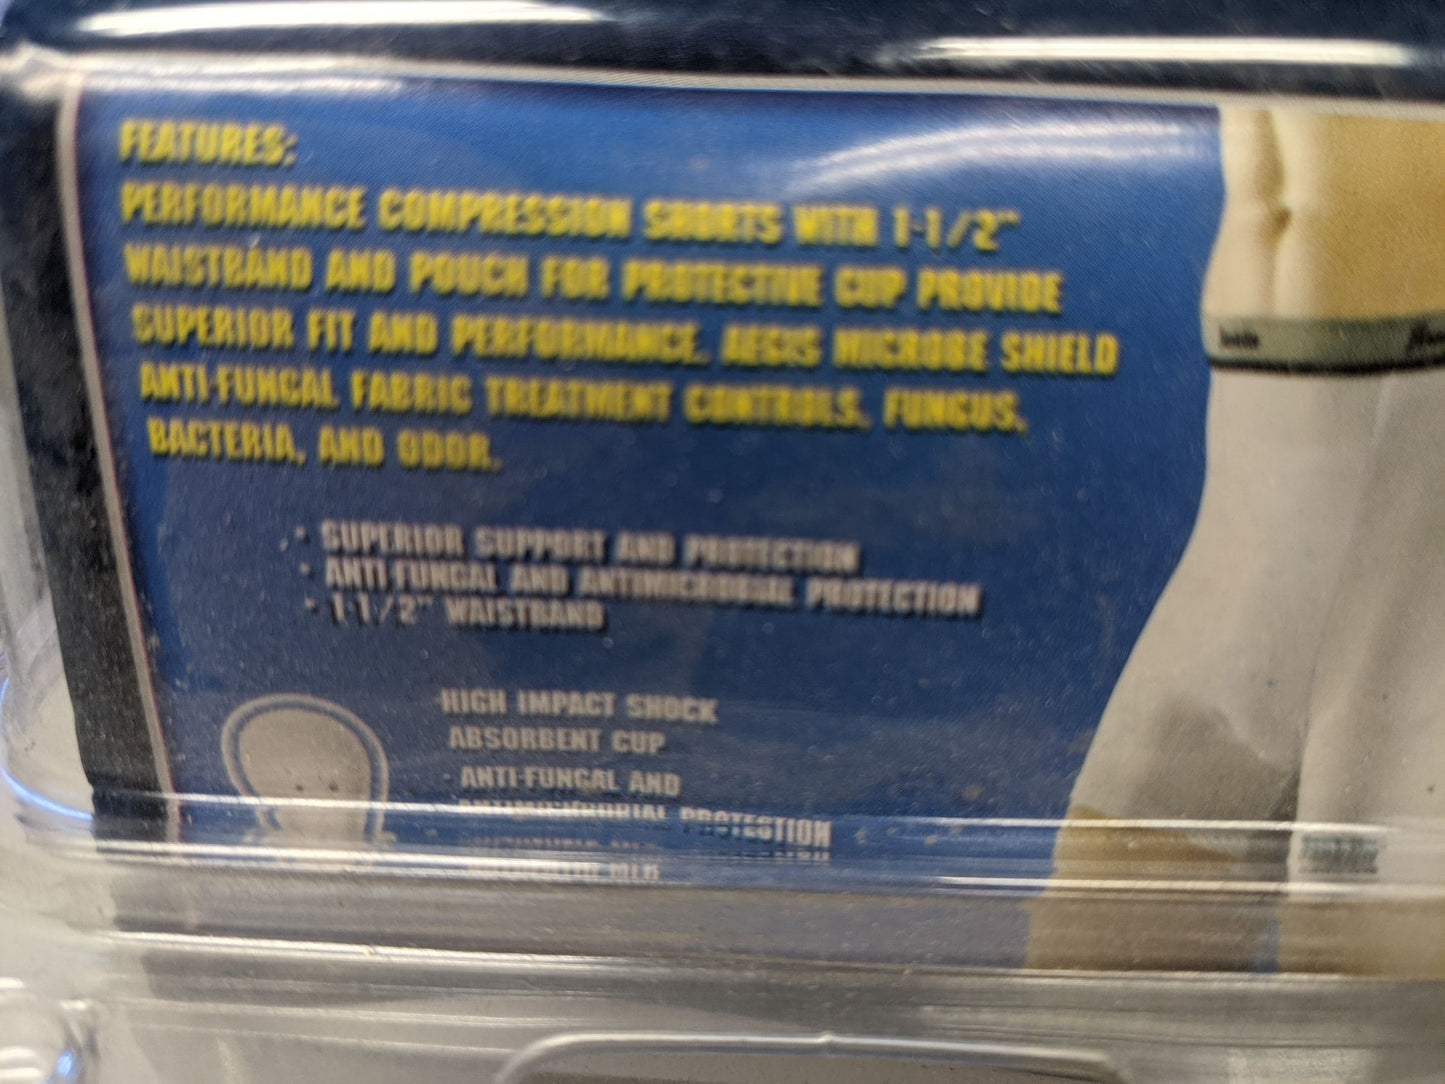 FEATURES:
PERFORMANCE COMPRESSION SHORTS WITH 1-1/2"
WAISTBAND AND POUCH FOR PROTECTIVE CUP PROVIDE
SUPERIOR FIT AND PERFORMANCE. AEGIS MICROBE SHIELD
ANTI-FUNGAL FABRIC TREATMENT CONTROLS, FUNGUS,
BACTERIA, AND ODOR.
· SUPERIOR SUPPORT AND PROTECTION
· ANTI-FUNGAL AND ANTIMICROBIAL PROTECTION
· 1-1/2" WAISTBAND
·HIGH IMPACT SHOCK
ABSORBENT CUP
· ANTI-FUNGAL AND
ANTIMICROBIAL PROTECTION